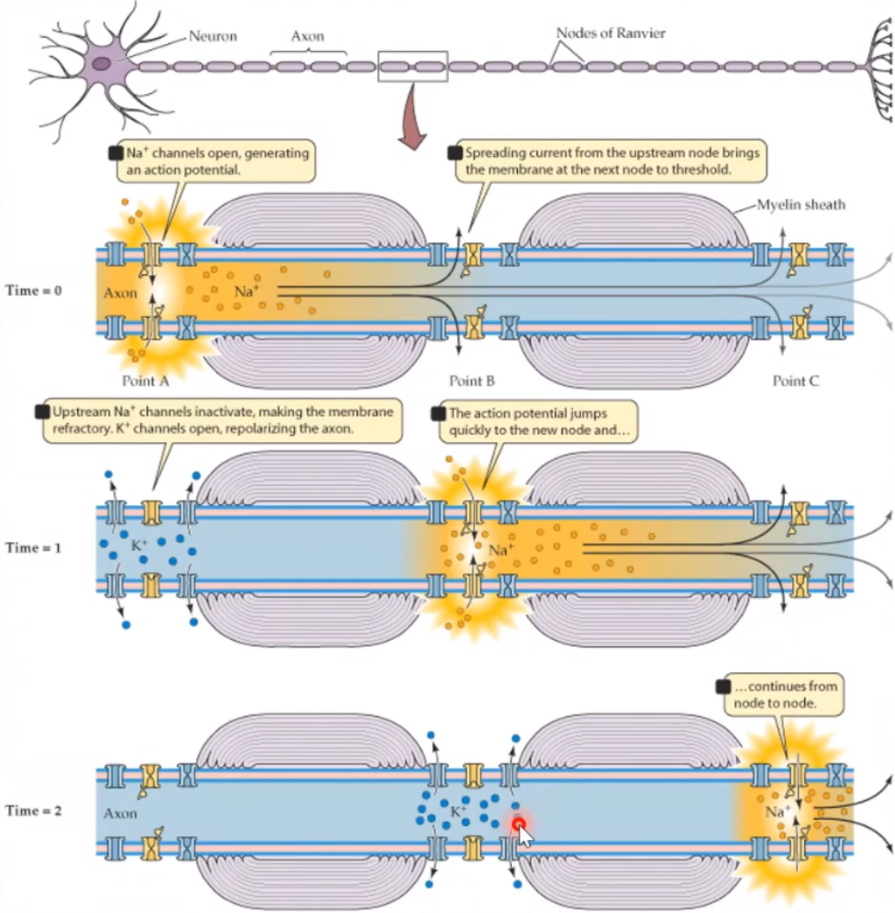 Neuron
Axon
Nodes of Ranvier
Na⁺ channels open, generating
an action potential.
Spreading current from the upstream node brings
the membrane at the next node to threshold.
Myelin sheath
Time = 0
Axon
Na⁺
Point A
Point B
Point C
Upstream Na⁺ channels inactivate, making the membrane
refractory. K⁺ channels open, repolarizing the axon.
The action potential jumps
quickly to the new node and…
Time = 1
K⁺
Na⁺
…continues from
node to node.
Time = 2
Axon
K⁺
Na⁺